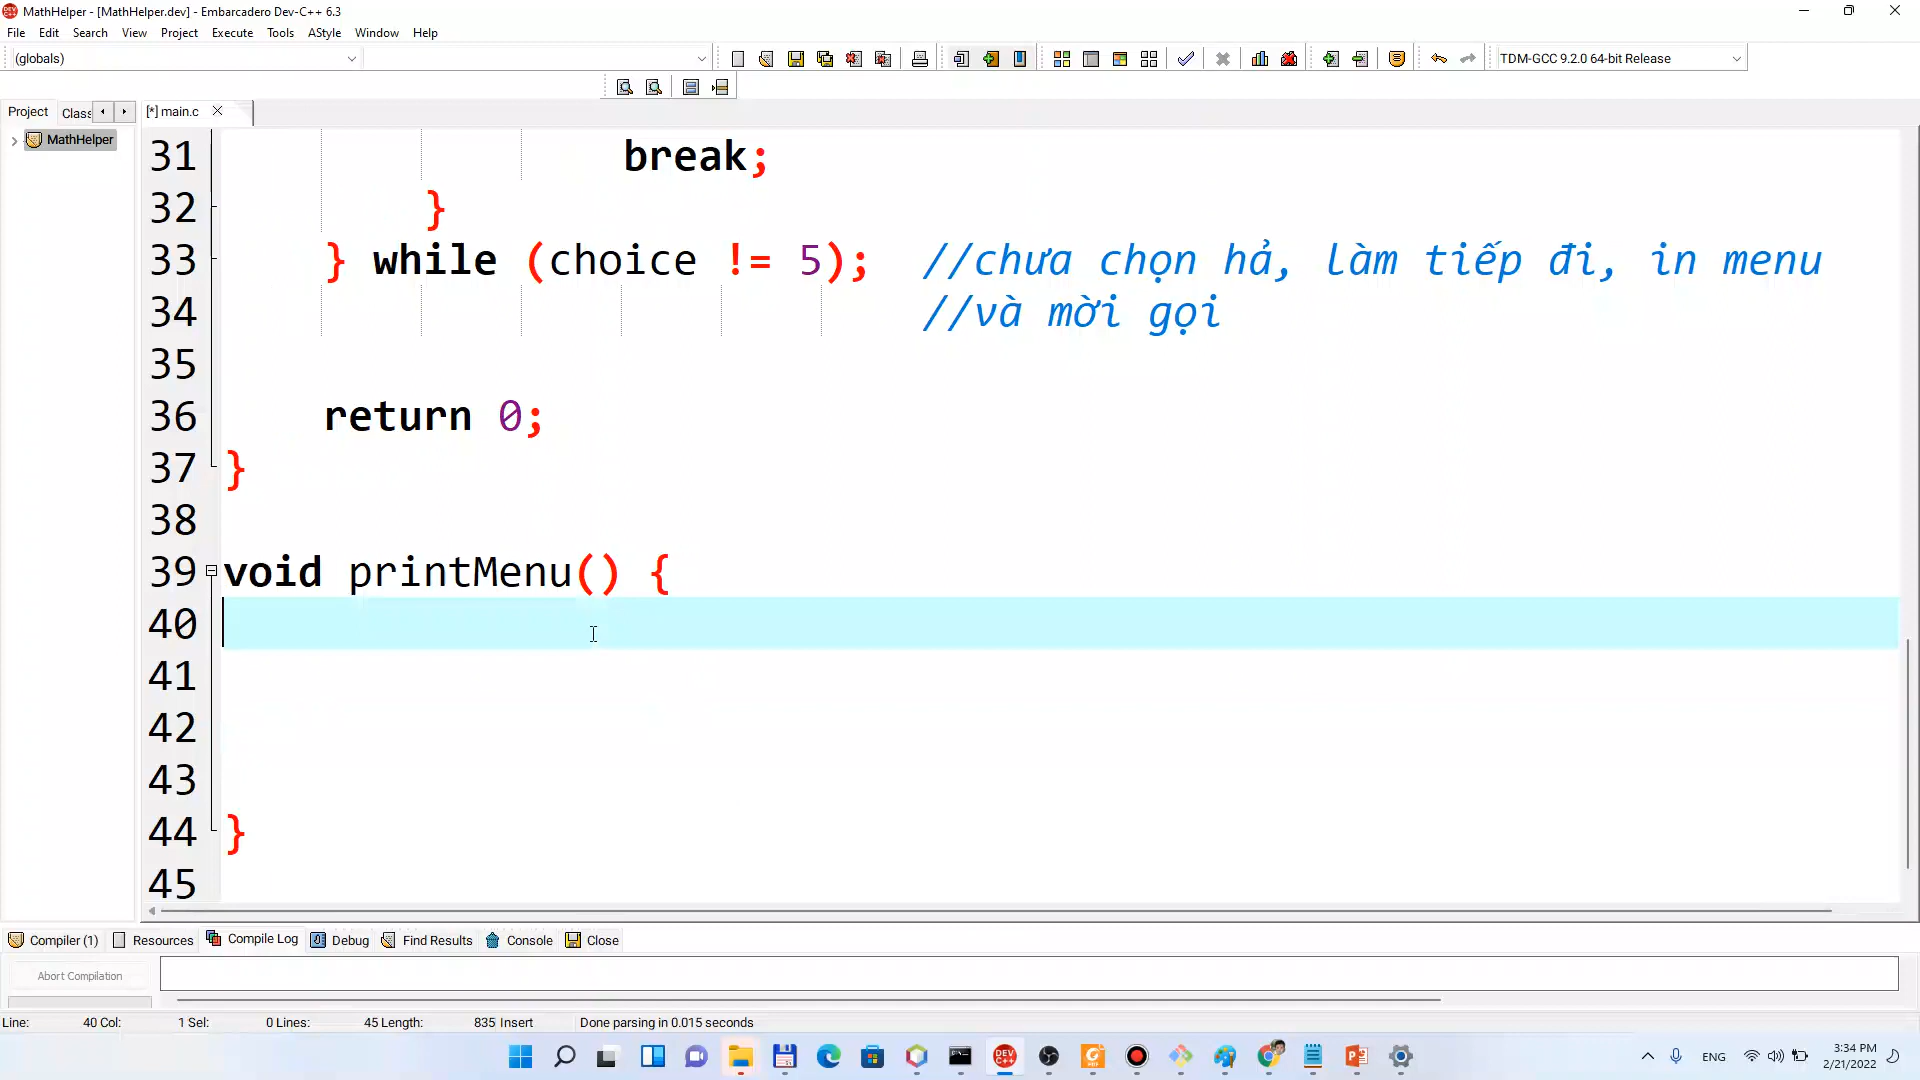 MathHelper - [MathHelper.dev] - Embarcadero Dev-C++ 6.3
File Edit Search View Project Execute Tools AStyle Window Help
(globals)
TDM-GCC 9.2.0 64-bit Release
Project Class [*] main.c
MathHelper
31 break;
32 }
33 } while (choice != 5); //chưa chọn hả, làm tiếp đi, in menu
34 //và mời gọi
35
36 return 0;
37 }
38
39 void printMenu() {
40
41
42
43
44 }
45
Compiler (1) Resources Compile Log Debug Find Results Console Close
Abort Compilation
Line: 40 Col: 1 Sel: 0 Lines: 45 Length: 835 Insert Done parsing in 0.015 seconds
ENG
3:34 PM
2/21/2022